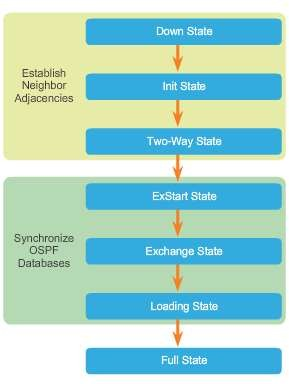 Down State
Establish
Neighbor
Adjacencies
Init State
Two-Way State
ExStart State
Synchronize
OSPF
Databases
Exchange State
Loading State
Full State